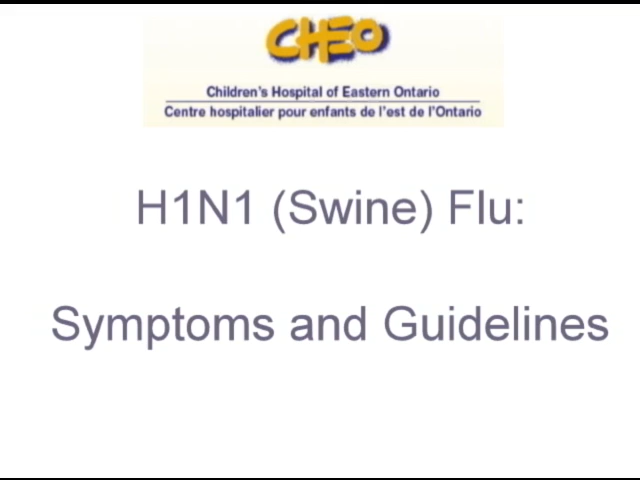 CHEO
Children's Hospital of Eastern Ontario
Centre hospitalier pour enfants de l'est de l'Ontario
H1N1 (Swine) Flu:
Symptoms and Guidelines